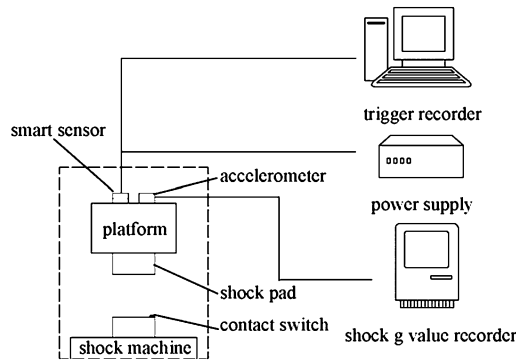 trigger recorder
smart sensor
accelerometer
power supply
platform
shock pad
contact switch
shock g value recorder
shock machine